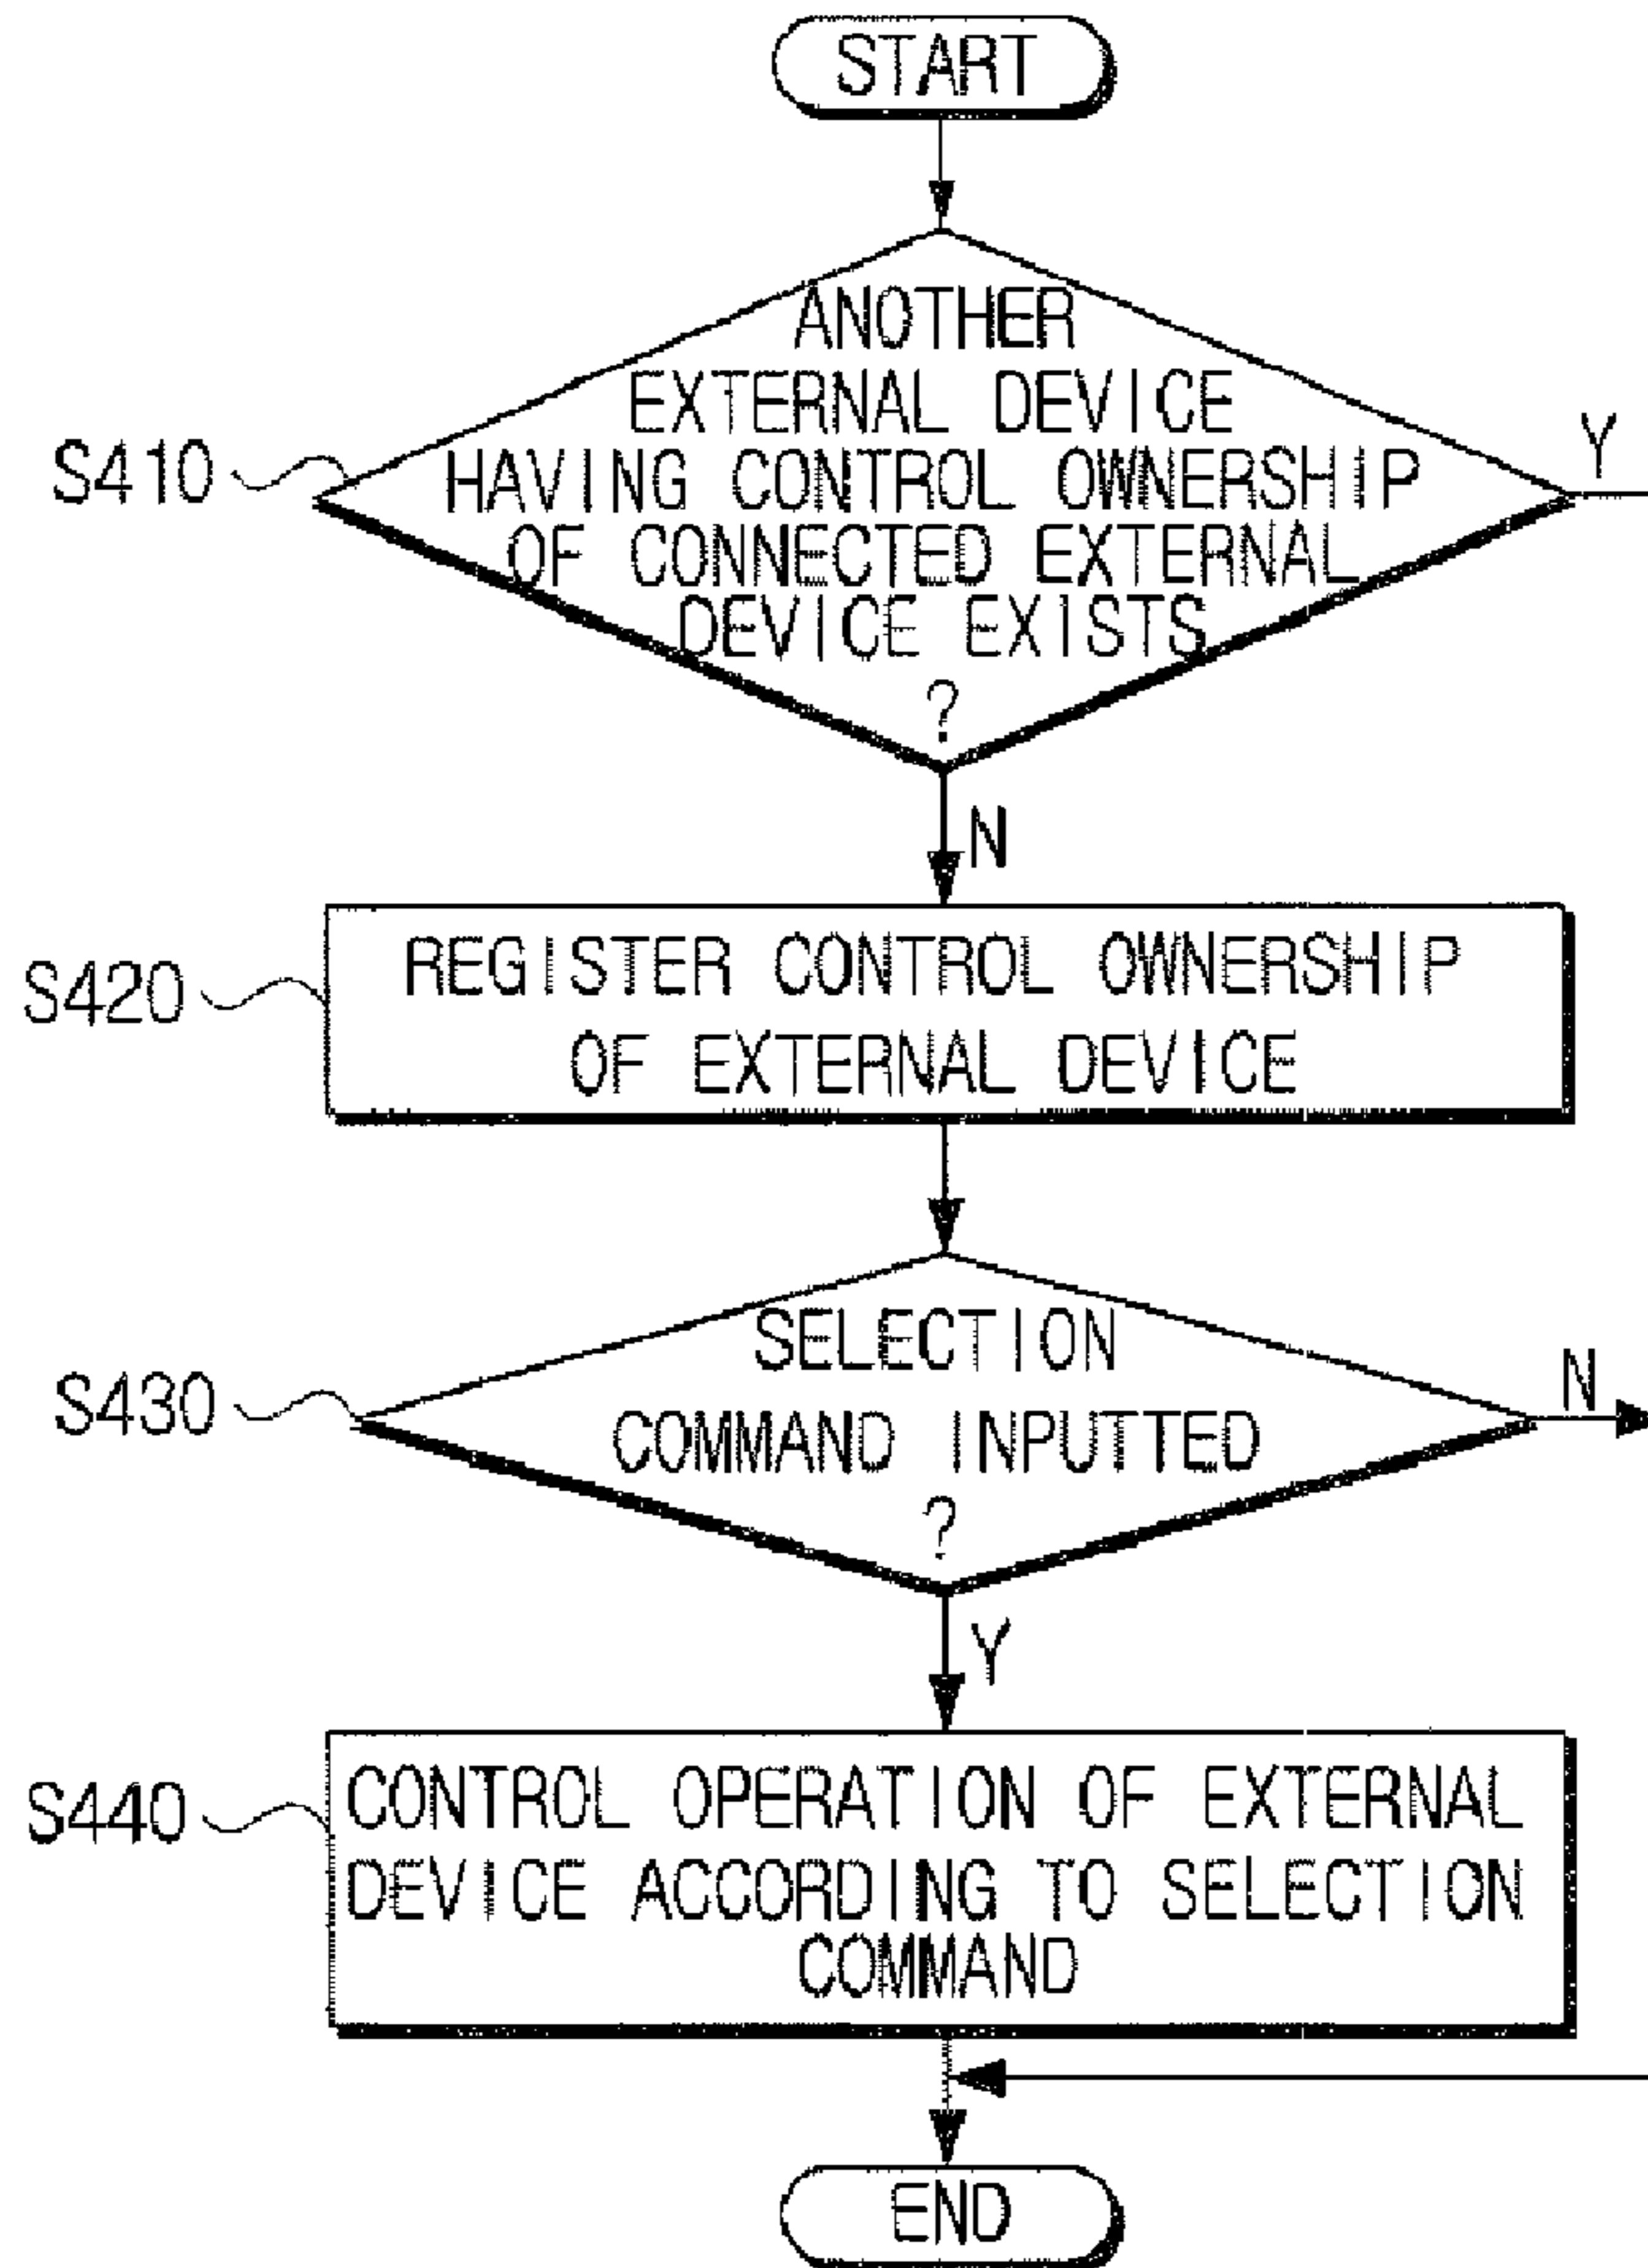 START
ANOTHER
EXTERNAL DEVICE
HAVING CONTROL OWNERSHIP
OF CONNECTED EXTERNAL
DEVICE EXISTS
?
Y
S410
N
REGISTER CONTROL OWNERSHIP
OF EXTERNAL DEVICE
S420
SELECTION
COMMAND INPUTTED
?
N
S430
Y
CONTROL OPERATION OF EXTERNAL
DEVICE ACCORDING TO SELECTION
COMMAND
S440
END